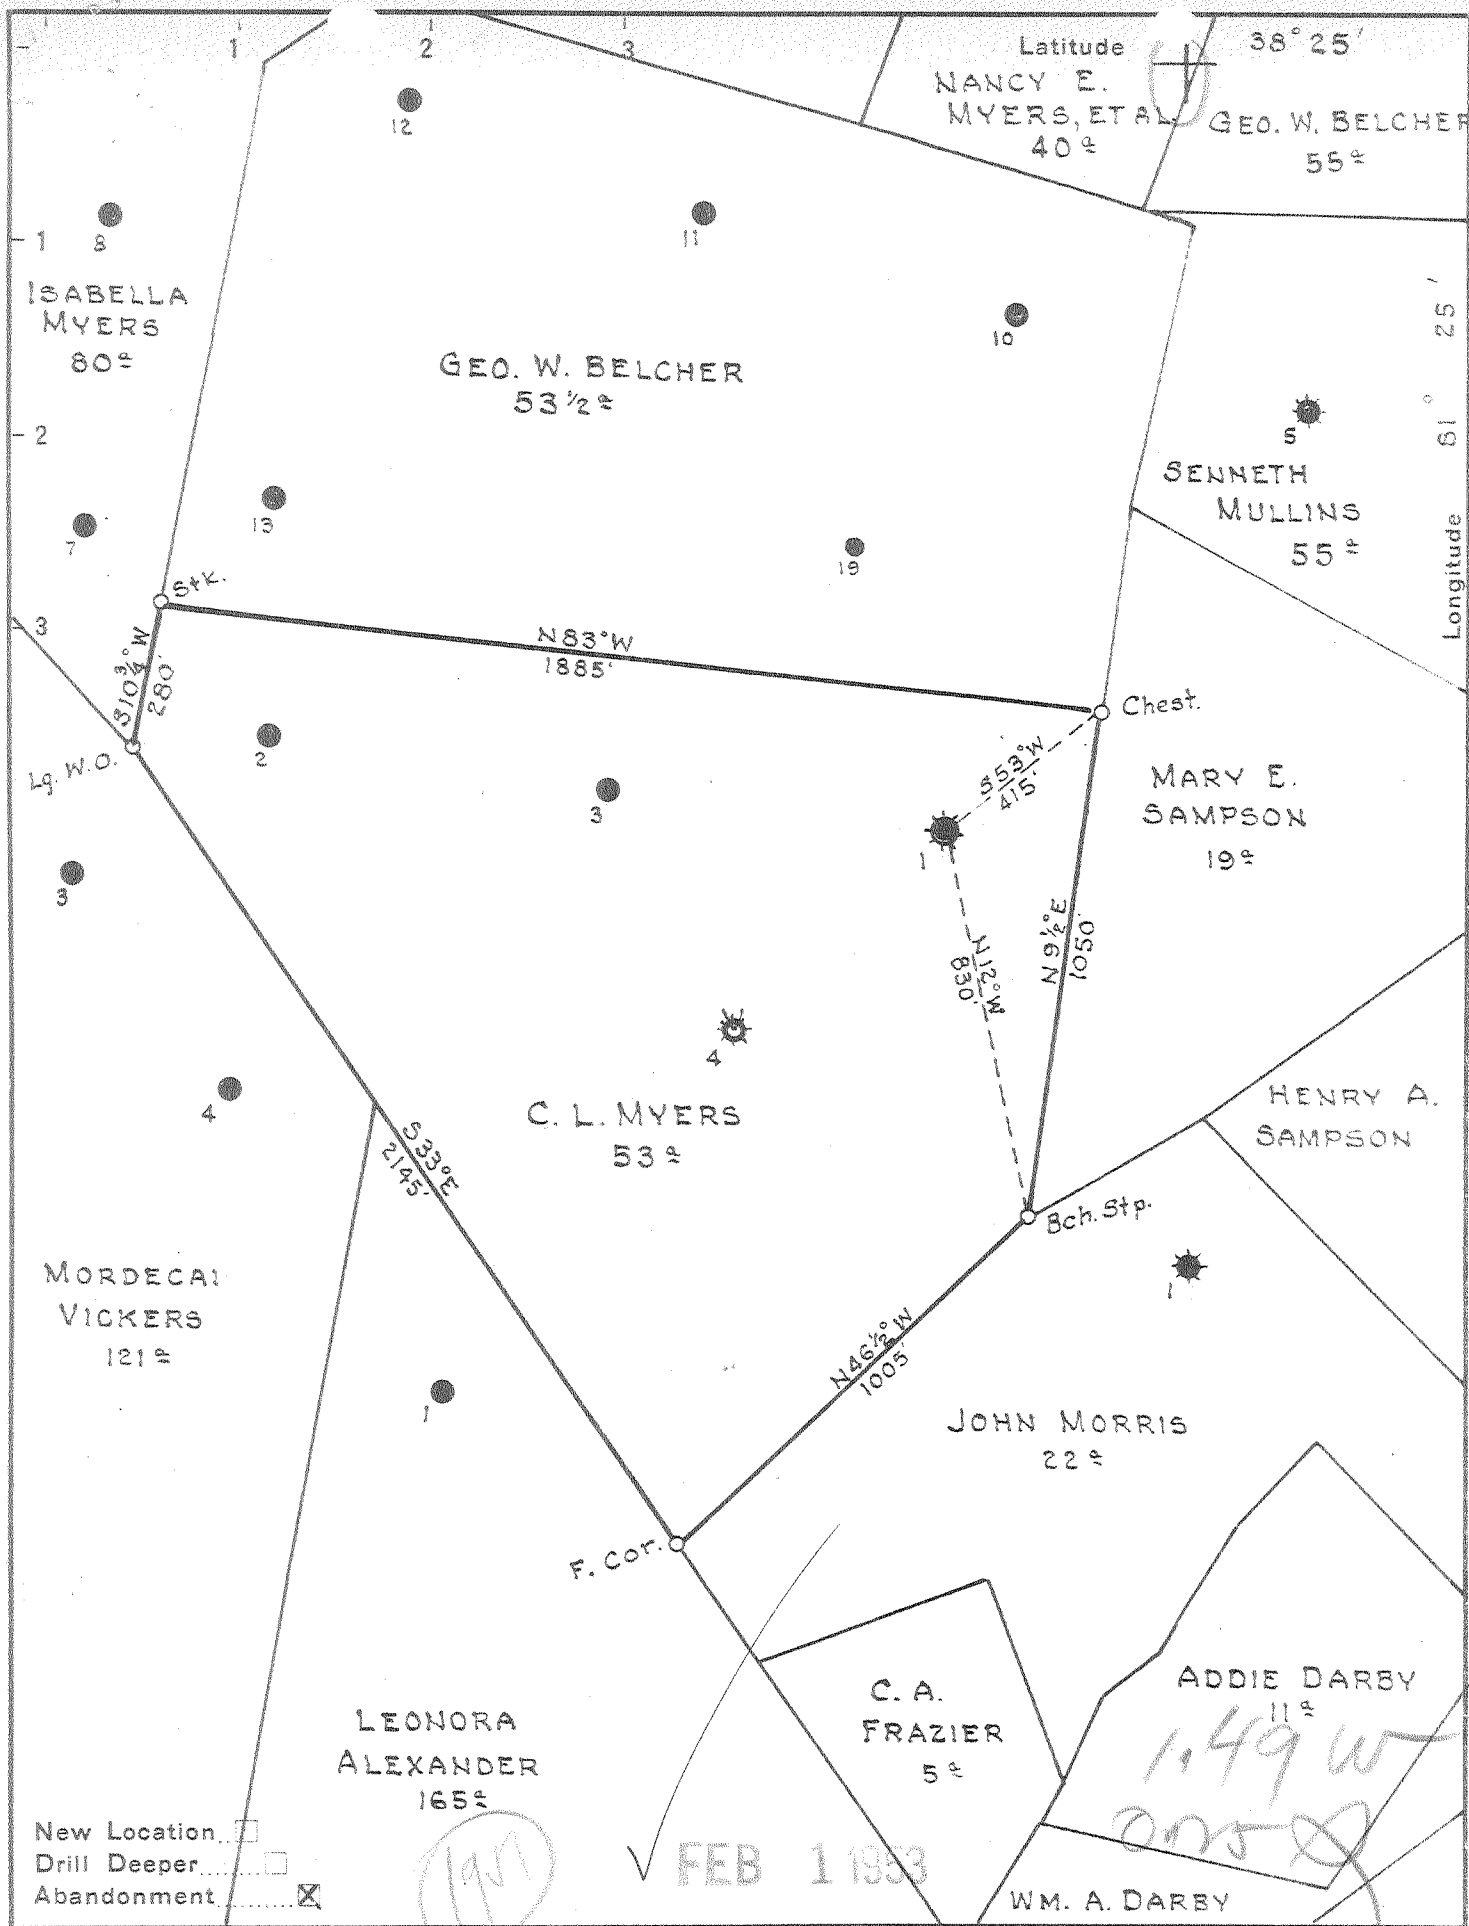 1
2
3
Latitude
38° 25'
NANCY E.
MYERS, ET AL
40 a
GEO. W. BELCHER
55 a
12
8
11
1
ISABELLA
MYERS
80 a
10
25'
81°
Longitude
GEO. W. BELCHER
53 1/2 a
2
5
SENNETH
MULLINS
55 a
7
13
19
Stk.
3
N83°W
1885'
S10 3/4° W
280'
Chest.
Lg. W.O.
2
3
S53°W
415'
1
MARY E.
SAMPSON
19 a
3
N12°W
830'
N9 1/2° E
1050'
4
4
C. L. MYERS
53 a
HENRY A.
SAMPSON
S33°E
2145'
Bch. Stp.
1
MORDECAI
VICKERS
121 a
N46 1/2° W
1005'
1
JOHN MORRIS
22 a
F. Cor.
LEONORA
ALEXANDER
165 a
C. A.
FRAZIER
5 a
ADDIE DARBY
11 a
1.49 W
New Location
Drill Deeper
Abandonment X
FEB 1 1953
WM. A. DARBY